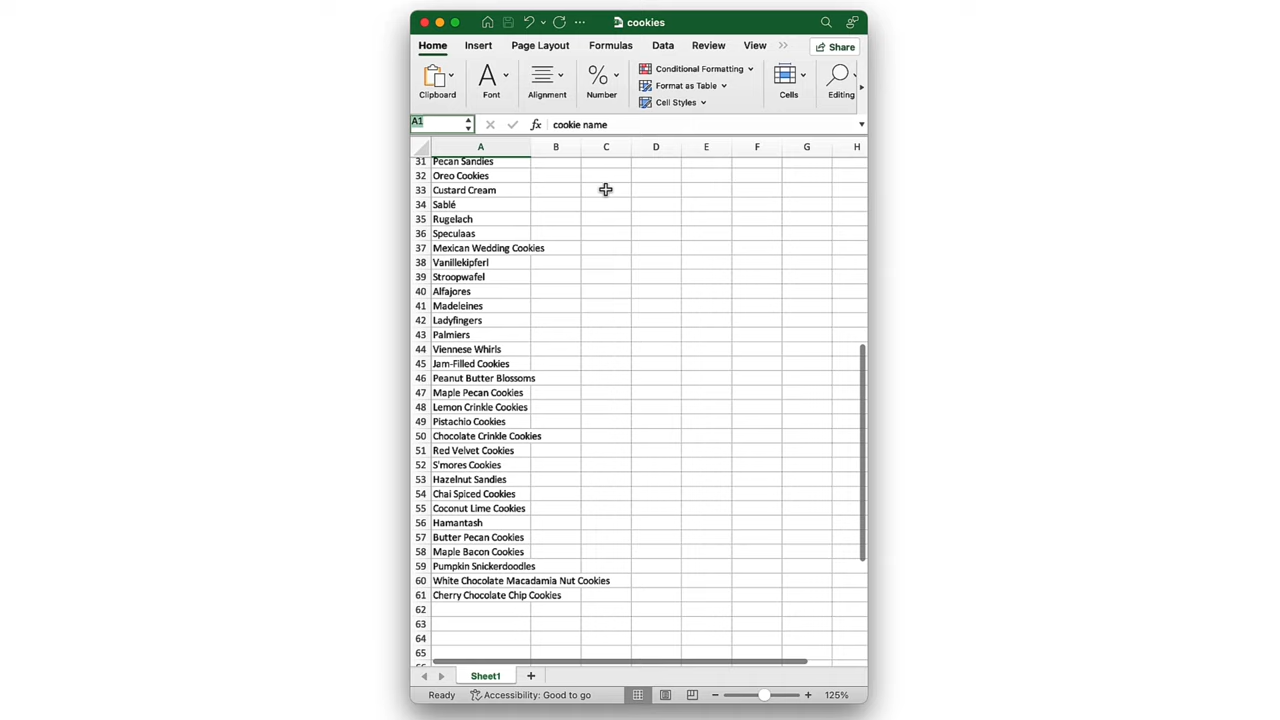 cookies
Home Insert Page Layout Formulas Data Review View Share
Clipboard Font Alignment Number Conditional Formatting Format as Table Cell Styles Cells Editing
A1 fx cookie name
A B C D E F G H
31 Pecan Sandies
32 Oreo Cookies
33 Custard Cream
34 Sablé
35 Rugelach
36 Speculaas
37 Mexican Wedding Cookies
38 Vanillekipferl
39 Stroopwafel
40 Alfajores
41 Madeleines
42 Ladyfingers
43 Palmiers
44 Viennese Whirls
45 Jam-Filled Cookies
46 Peanut Butter Blossoms
47 Maple Pecan Cookies
48 Lemon Crinkle Cookies
49 Pistachio Cookies
50 Chocolate Crinkle Cookies
51 Red Velvet Cookies
52 S'mores Cookies
53 Hazelnut Sandies
54 Chai Spiced Cookies
55 Coconut Lime Cookies
56 Hamantash
57 Butter Pecan Cookies
58 Maple Bacon Cookies
59 Pumpkin Snickerdoodles
60 White Chocolate Macadamia Nut Cookies
61 Cherry Chocolate Chip Cookies
62
63
64
65
Sheet1 +
Ready Accessibility: Good to go 125%